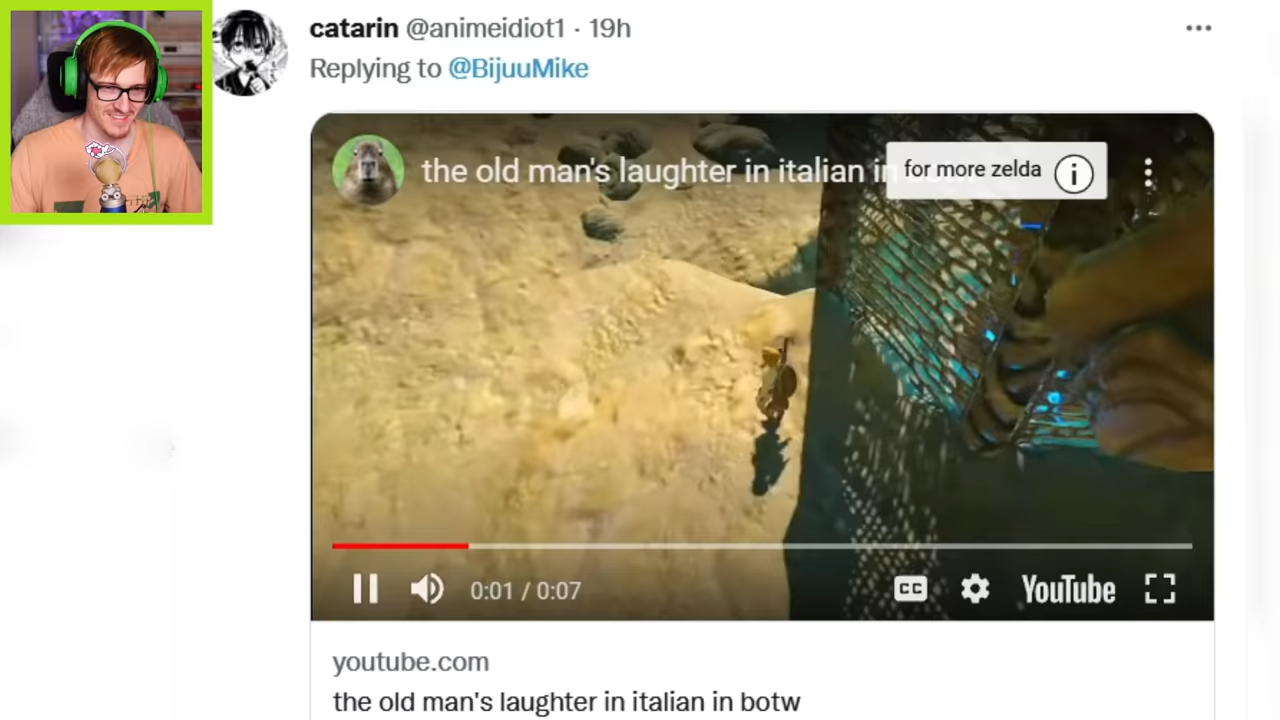 catarin @animeidiot1 · 19h
Replying to @BijuuMike
the old man's laughter in italian in
for more zelda
0:01 / 0:07
CC
YouTube
youtube.com
the old man's laughter in italian in botw